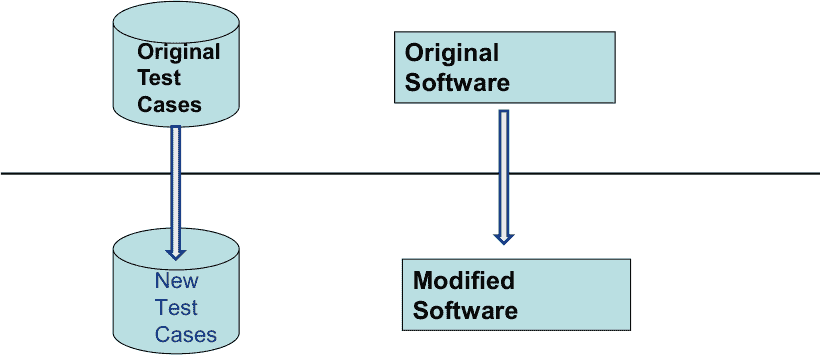 Original
Test
Cases
Original
Software
New
Test
Cases
Modified
Software